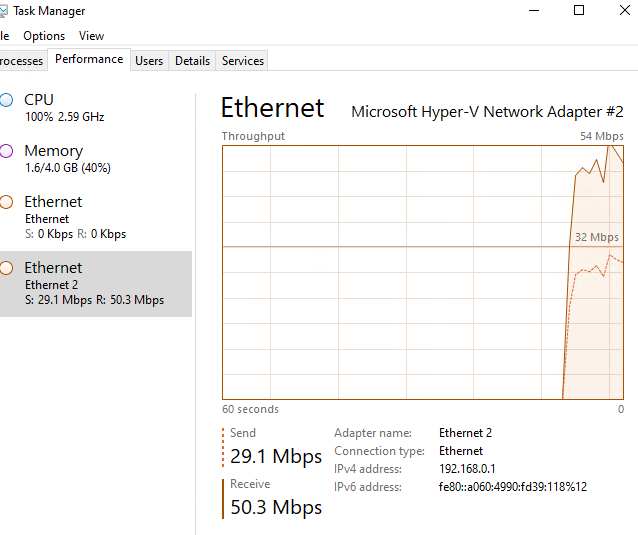 Task Manager
le Options View
rocesses Performance Users Details Services
CPU
100% 2.59 GHz
Memory
1.6/4.0 GB (40%)
Ethernet
Ethernet
S: 0 Kbps R: 0 Kbps
Ethernet
Ethernet 2
S: 29.1 Mbps R: 50.3 Mbps
Ethernet Microsoft Hyper-V Network Adapter #2
Throughput 54 Mbps
32 Mbps
60 seconds 0
Send
29.1 Mbps
Receive
50.3 Mbps
Adapter name: Ethernet 2
Connection type: Ethernet
IPv4 address: 192.168.0.1
IPv6 address: fe80::a060:4990:fd39:118%12